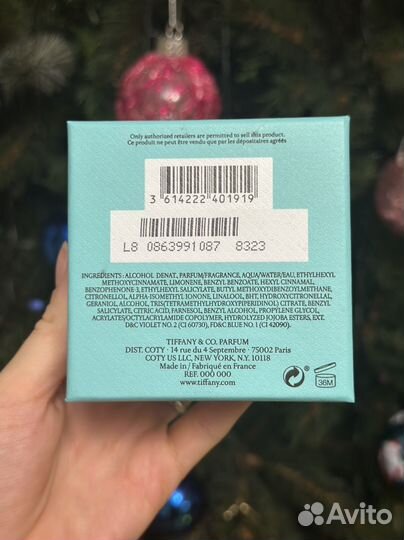 Only authorized retailers are permitted to sell this product.
Ce produit ne peut être vendu que par les dépositaires agréés
3 614222 401919
L8 0863991087 8323
INGREDIENTS : ALCOHOL DENAT., PARFUM/FRAGRANCE, AQUA/WATER/EAU, ETHYLHEXYL
METHOXYCINNAMATE, LIMONENE, BENZYL BENZOATE, HEXYL CINNAMAL,
BENZOPHENONE 3, ETHYLHEXYL SALICYLATE, BUTYL METHOXYDIBENZOYLMETHANE,
CITRONELLOL, ALPHA-ISOMETHYL IONONE, LINALOOL, BHT, HYDROXYCITRONELLAL,
GERANIOL, ALCOHOL, TRIS(TETRAMETHYLHYDROXYPIPERIDINOL) CITRATE, BENZYL
SALICYLATE, CITRIC ACID, FARNESOL, BENZYL ALCOHOL, PROPYLENE GLYCOL,
ACRYLATES/OCTYLACRYLAMIDE COPOLYMER, HYDROLYZED JOJOBA ESTERS, EXT.
D&C VIOLET NO. 2 (CI 60730), FD&C BLUE NO. 1 (CI 42090).
TIFFANY & CO. PARFUM
DIST. COTY · 14 rue du 4 Septembre · 75002 Paris
COTY US LLC, NEW YORK, N.Y. 10118
Made in / Fabriqué en France
REF. 000 000
www.tiffany.com
36M
Avito